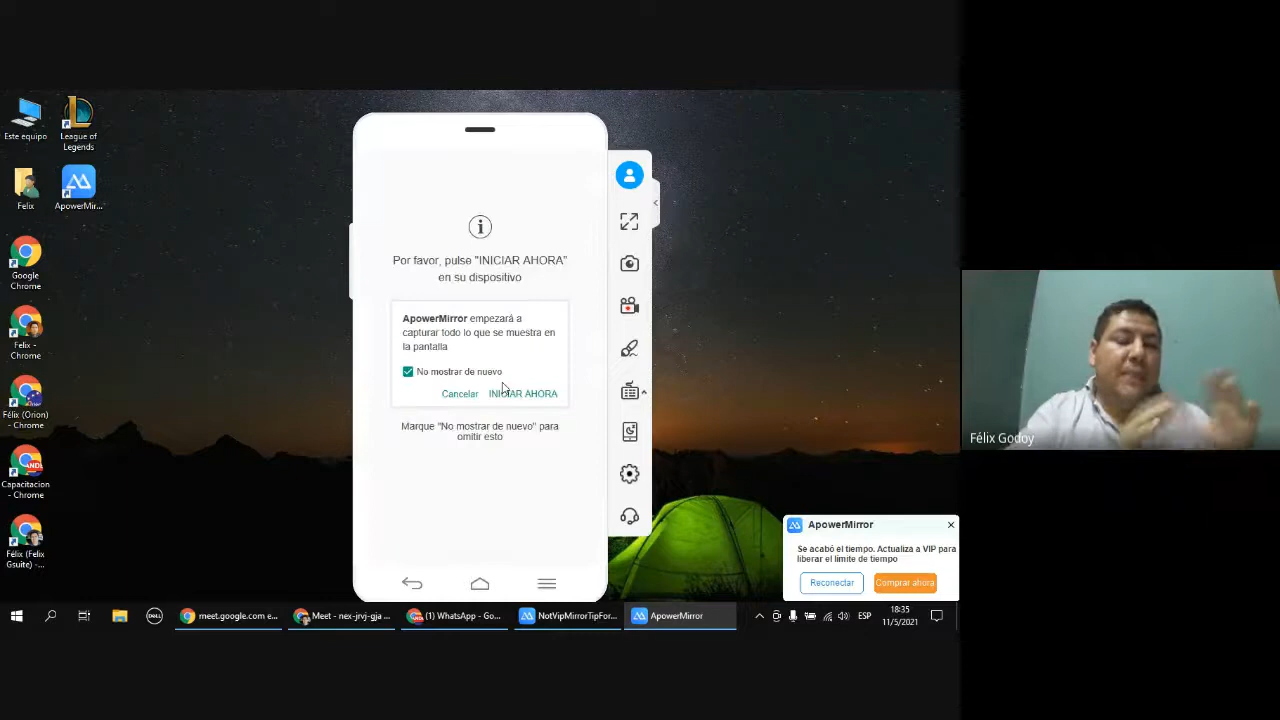 Este equipo
League of
Legends
Felix
ApowerMir...
Google
Chrome
Felix -
Chrome
Félix (Orion)
- Chrome
Capacitacion
- Chrome
Félix (Felix
Gsuite) -...
Por favor, pulse "INICIAR AHORA"
en su dispositivo
ApowerMirror empezará a
capturar todo lo que se muestra en
la pantalla
No mostrar de nuevo
Cancelar INICIAR AHORA
Marque "No mostrar de nuevo" para
omitir esto
Félix Godoy
ApowerMirror
Se acabó el tiempo. Actualiza a VIP para
liberar el límite de tiempo
Reconectar Comprar ahora
meet.google.com e...
Meet - nex-jrvj-gja ...
(1) WhatsApp - Go...
NotVipMirrorTipFor...
ApowerMirror
ESP
18:35
11/5/2021